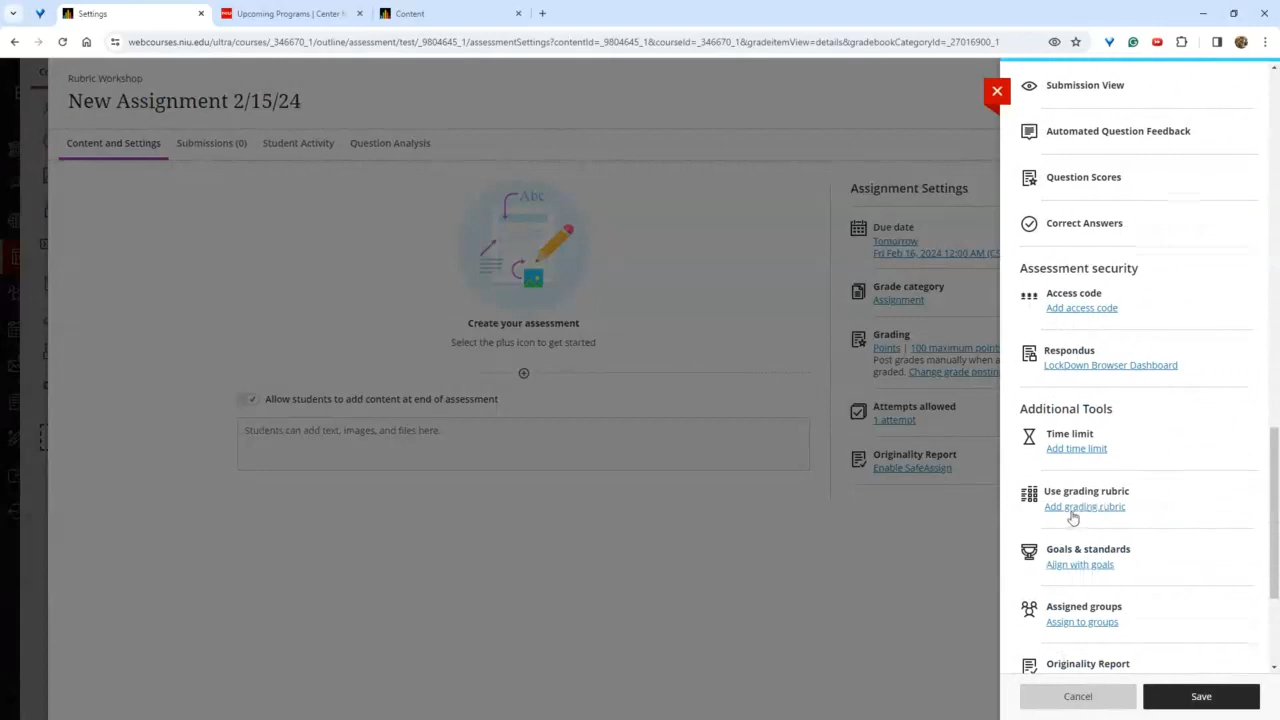 Settings
Upcoming Programs | Center
Content
webcourses.niu.edu/ultra/courses/_346670_1/outline/assessment/test/_9804645_1/assessmentSettings?contentId=_9804645_1&courseId=_346670_1&gradeitemView=details&gradebookCategoryId=_27016900_1
Rubric Workshop
New Assignment 2/15/24
Content and Settings
Submissions (0)
Student Activity
Question Analysis
Abc
Create your assessment
Select the plus icon to get started
Allow students to add content at end of assessment
Students can add text, images, and files here.
Assignment Settings
Due date
Tomorrow
Fri Feb 16, 2024 12:00 AM (CS
Grade category
Assignment
Grading
Points | 100 maximum points
Post grades manually when a
graded. Change grade postin
Attempts allowed
1 attempt
Originality Report
Enable SafeAssign
Submission View
Automated Question Feedback
Question Scores
Correct Answers
Assessment security
Access code
Add access code
Respondus
LockDown Browser Dashboard
Additional Tools
Time limit
Add time limit
Use grading rubric
Add grading rubric
Goals & standards
Align with goals
Assigned groups
Assign to groups
Originality Report
Cancel
Save